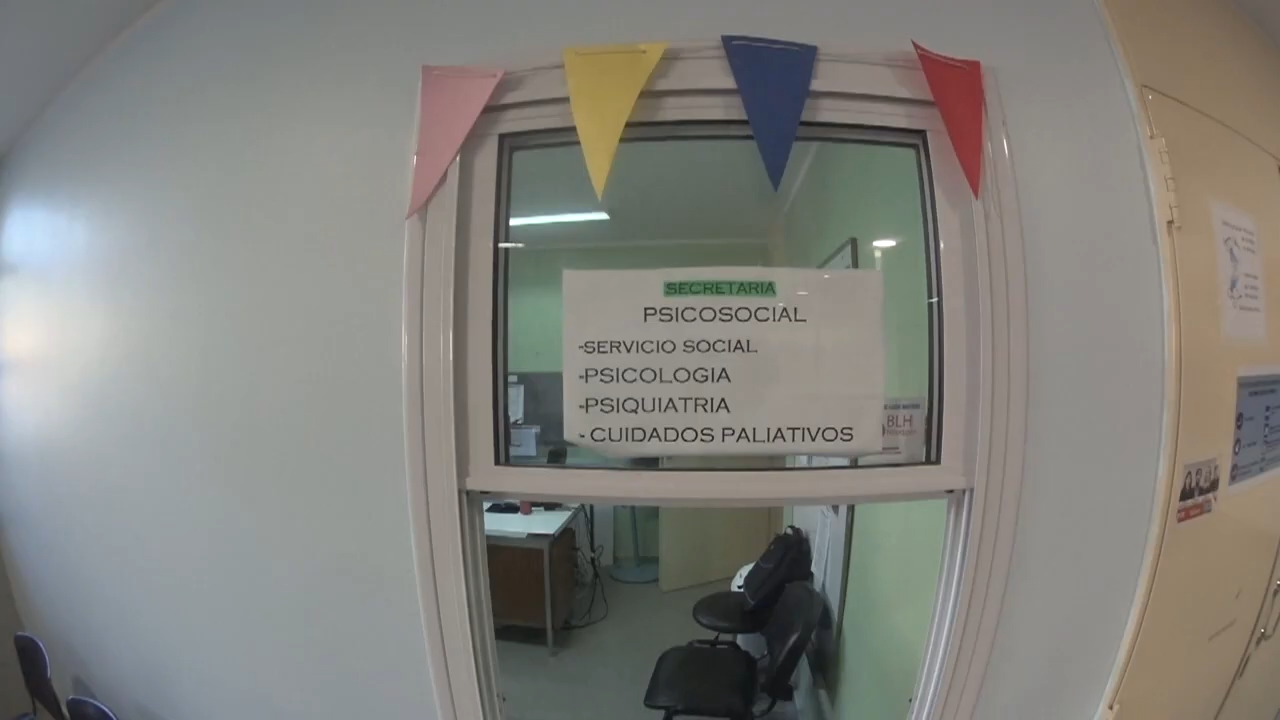 SECRETARIA
PSICOSOCIAL
-SERVICIO SOCIAL
-PSICOLOGIA
-PSIQUIATRIA
- CUIDADOS PALIATIVOS
BLH